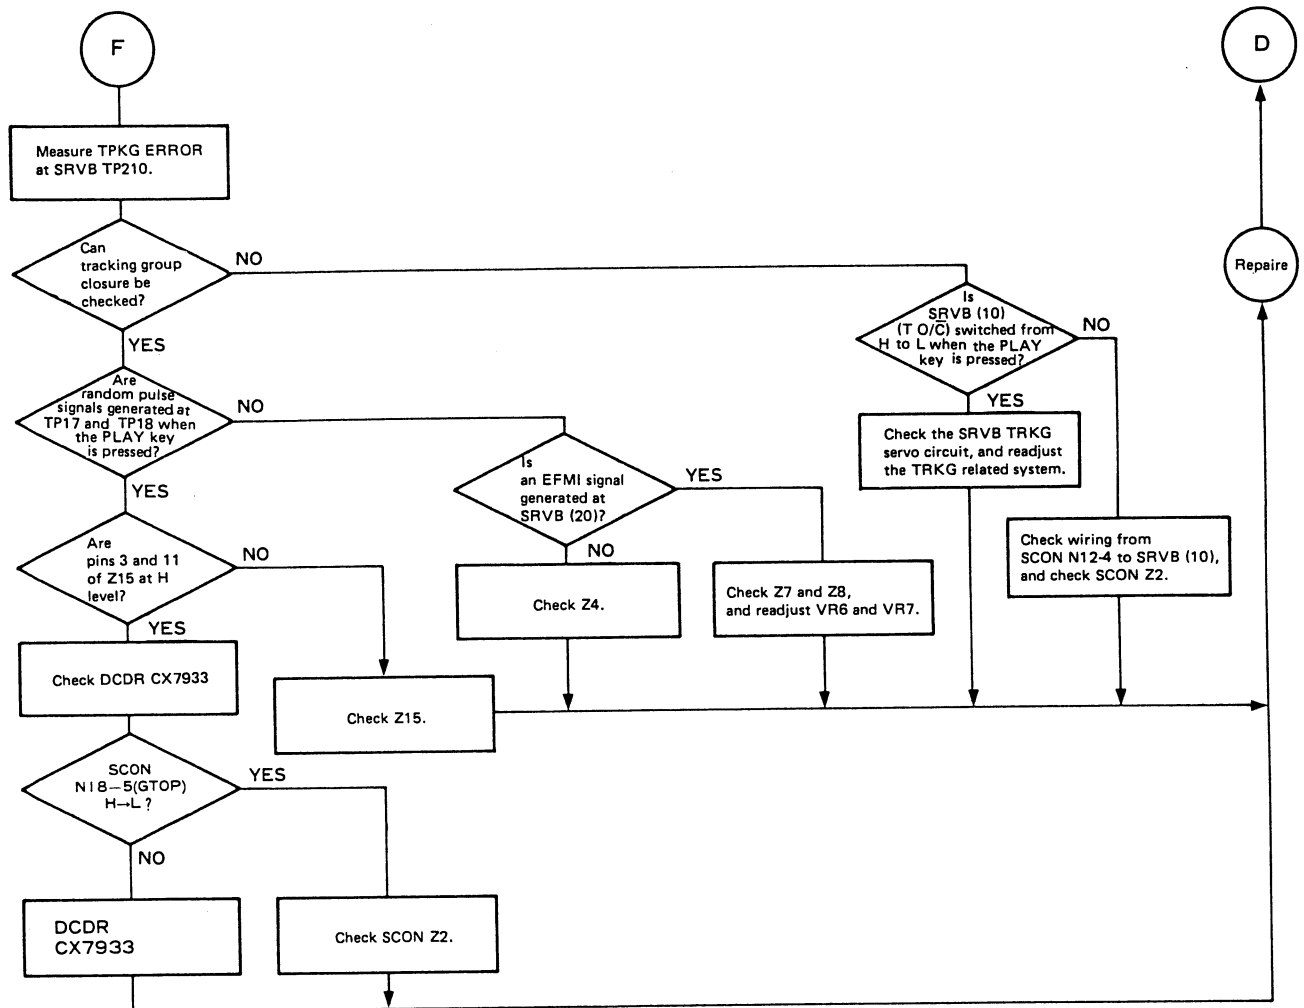 F
D
Measure TPKG ERROR
at SRVB TP210.
Can
tracking group
closure be
checked?
NO
YES
Repaire
Is
SRVB (10)
(T O/C̅) switched from
H to L when the PLAY
key is pressed?
NO
YES
Are
random pulse
signals generated at
TP17 and TP18 when
the PLAY key
is pressed?
NO
YES
Check the SRVB TRKG
servo circuit, and readjust
the TRKG related system.
Is
an EFMI signal
generated at
SRVB (20)?
YES
NO
Check wiring from
SCON N12-4 to SRVB (10),
and check SCON Z2.
Are
pins 3 and 11
of Z15 at H
level?
NO
YES
Check Z4.
Check Z7 and Z8,
and readjust VR6 and VR7.
Check DCDR CX7933
Check Z15.
SCON
N18–5(GTOP)
H→L?
YES
NO
DCDR
CX7933
Check SCON Z2.